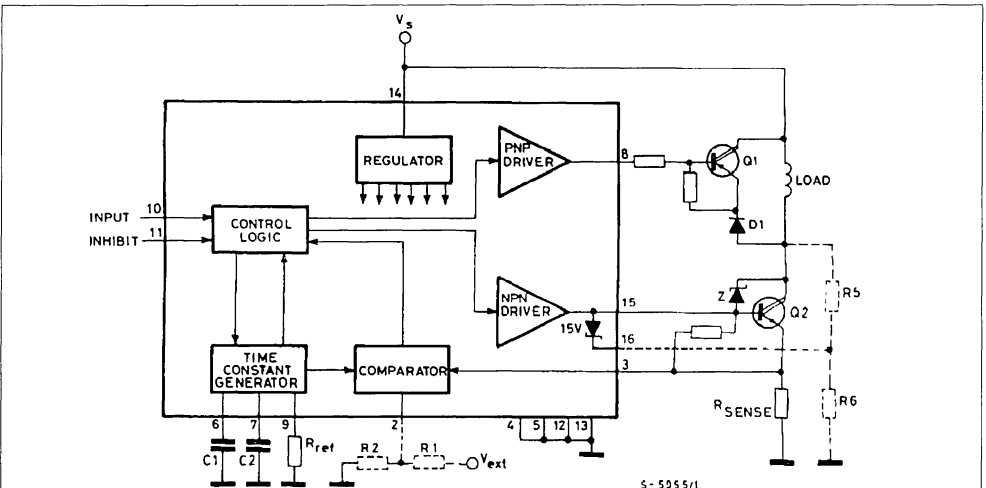 Vs
14
REGULATOR
PNP
DRIVER
8
Q1
LOAD
D1
INPUT
10
INHIBIT
11
CONTROL
LOGIC
NPN
DRIVER
15
15V
16
Z
Q2
R5
3
TIME
CONSTANT
GENERATOR
COMPARATOR
RSENSE
R6
6
7
9
2
4
5
12
13
C1
C2
Rref
R2
R1
Vext
S-5055/1